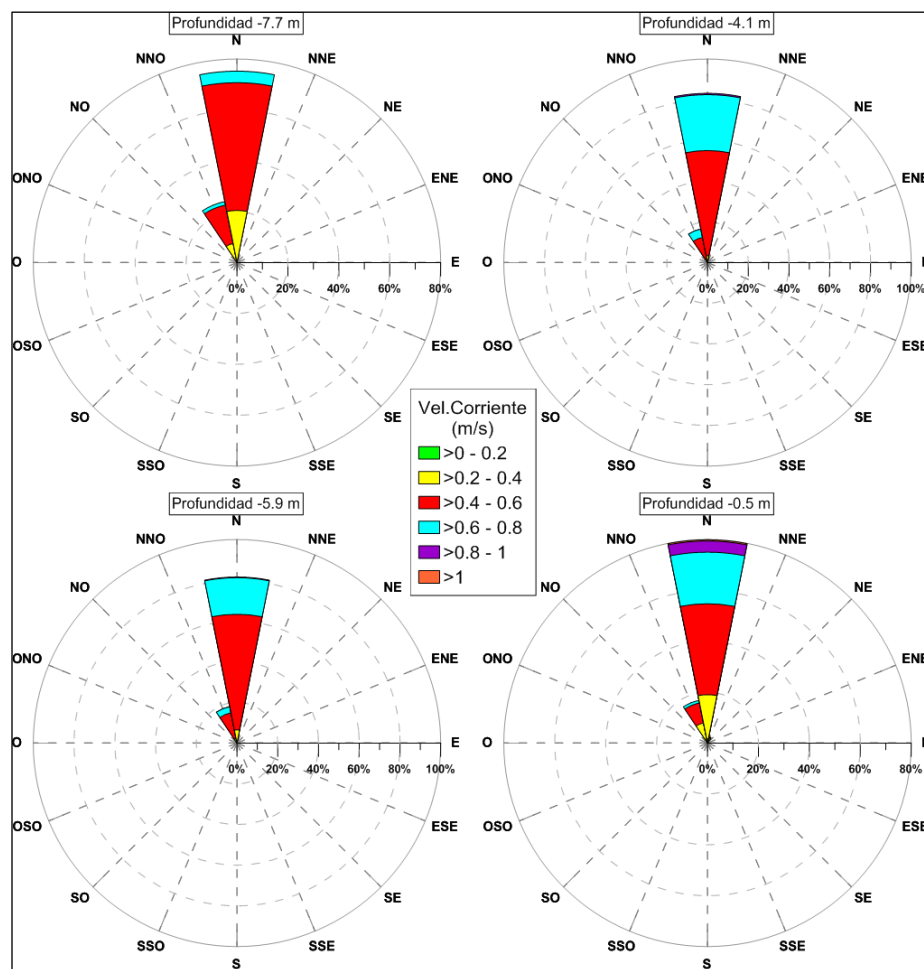 Profundidad -7.7 m
N
NNO
NNE
NO
NE
ONO
ENE
O
E
0% 20% 40% 60% 80%
OSO
ESE
SO
SE
SSO
SSE
S
Profundidad -4.1 m
N
NNO
NNE
NO
NE
ONO
ENE
O
E
0% 20% 40% 60% 80% 100%
OSO
ESE
SO
SE
SSO
SSE
S
Vel.Corriente
(m/s)
>0 - 0.2
>0.2 - 0.4
>0.4 - 0.6
>0.6 - 0.8
>0.8 - 1
>1
Profundidad -5.9 m
N
NNO
NNE
NO
NE
ONO
ENE
O
E
0% 20% 40% 60% 80% 100%
OSO
ESE
SO
SE
SSO
SSE
S
Profundidad -0.5 m
N
NNO
NNE
NO
NE
ONO
ENE
O
E
0% 20% 40% 60% 80%
OSO
ESE
SO
SE
SSO
SSE
S